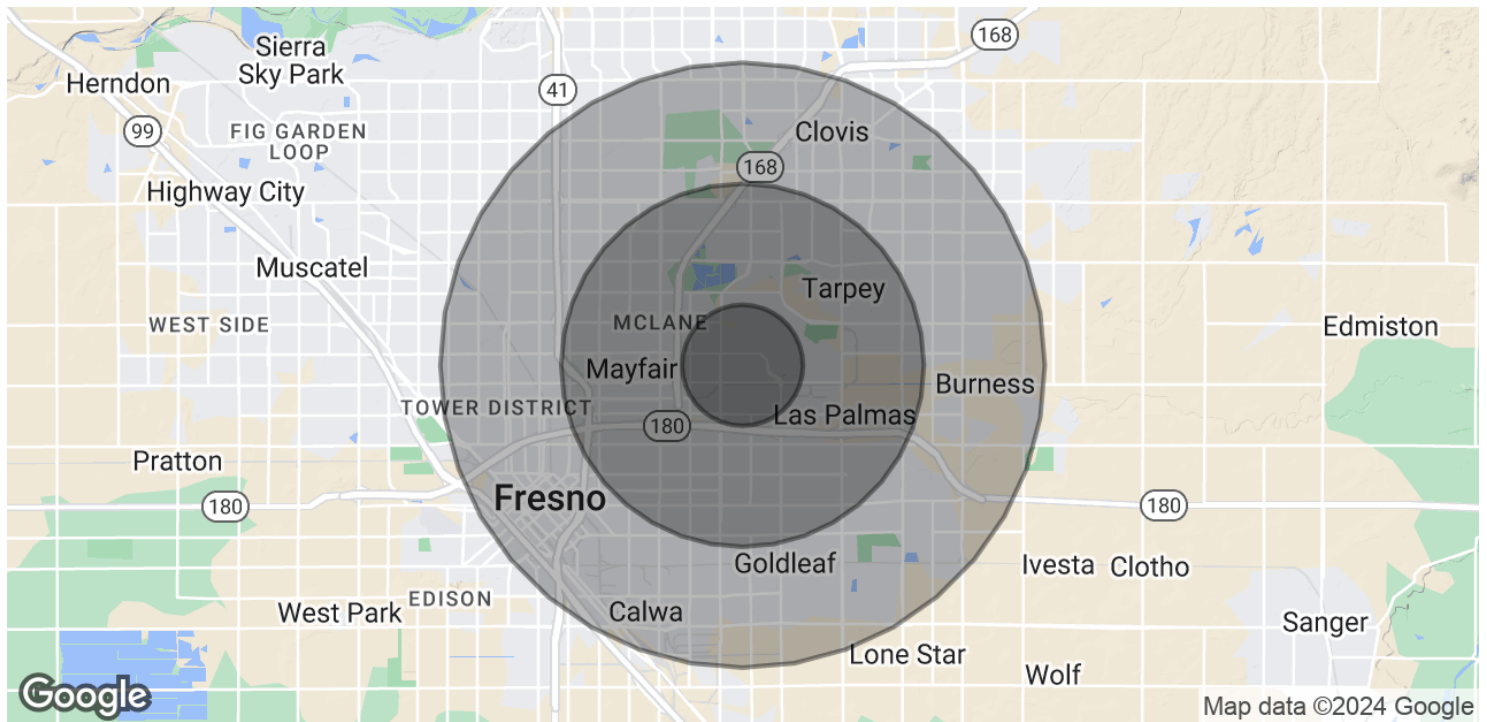 168
Sierra
Sky Park
Herndon
41
99
FIG GARDEN
LOOP
Clovis
168
Highway City
Muscatel
Tarpey
WEST SIDE
MCLANE
Edmiston
Mayfair
Burness
TOWER DISTRICT
Las Palmas
180
Pratton
Fresno
180
180
Goldleaf
Ivesta
Clotho
EDISON
West Park
Calwa
Sanger
Lone Star
Wolf
Google
Map data ©2024 Google